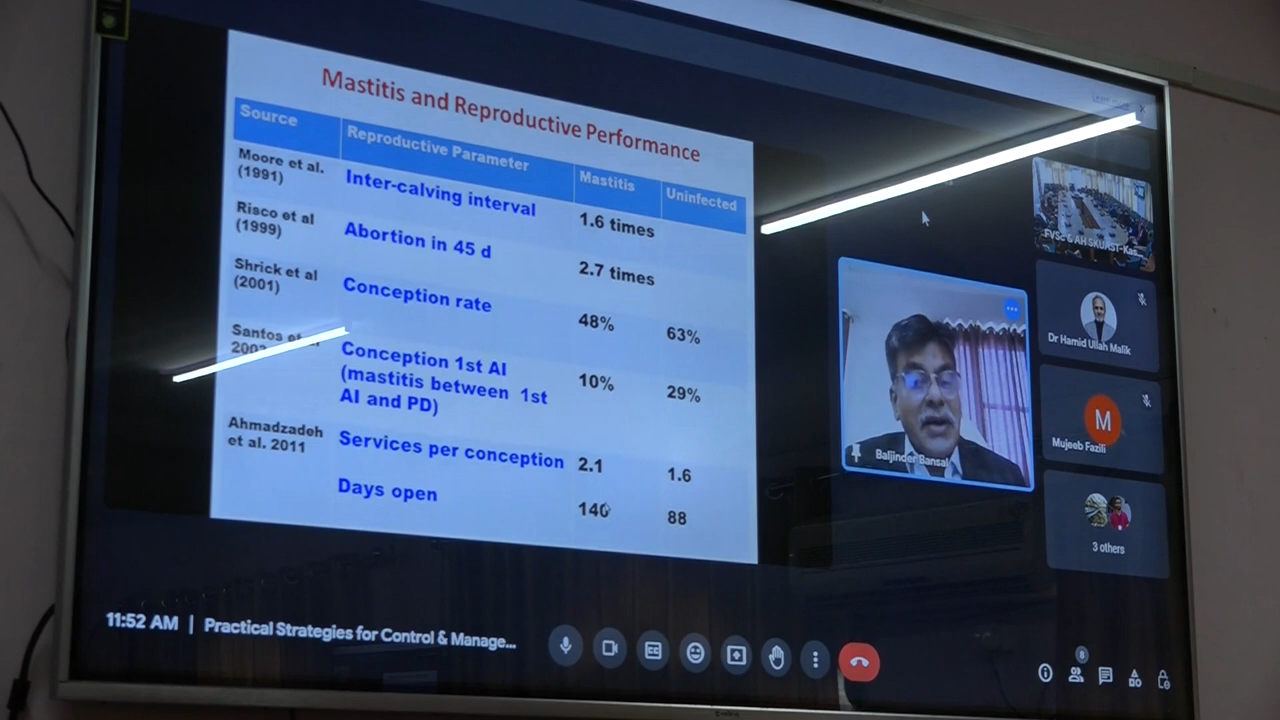 Mastitis and Reproductive Performance
Source Reproductive Parameter Mastitis Uninfected
Moore et al.
(1991)
Inter-calving interval 1.6 times
Risco et al
(1999)
Abortion in 45 d 2.7 times
Shrick et al
(2001)
Conception rate 48% 63%
Santos
Conception 1st AI
(mastitis between 1st
AI and PD)
10% 29%
Ahmadzadeh
et al. 2011
Services per conception 2.1 1.6
Days open 140 88
Baljinder Bansal
Dr Hamid Ullah Malik
M
Mujeeb Fazili
3 others
11:52 AM | Practical Strategies for Control & Manage...
CC
8